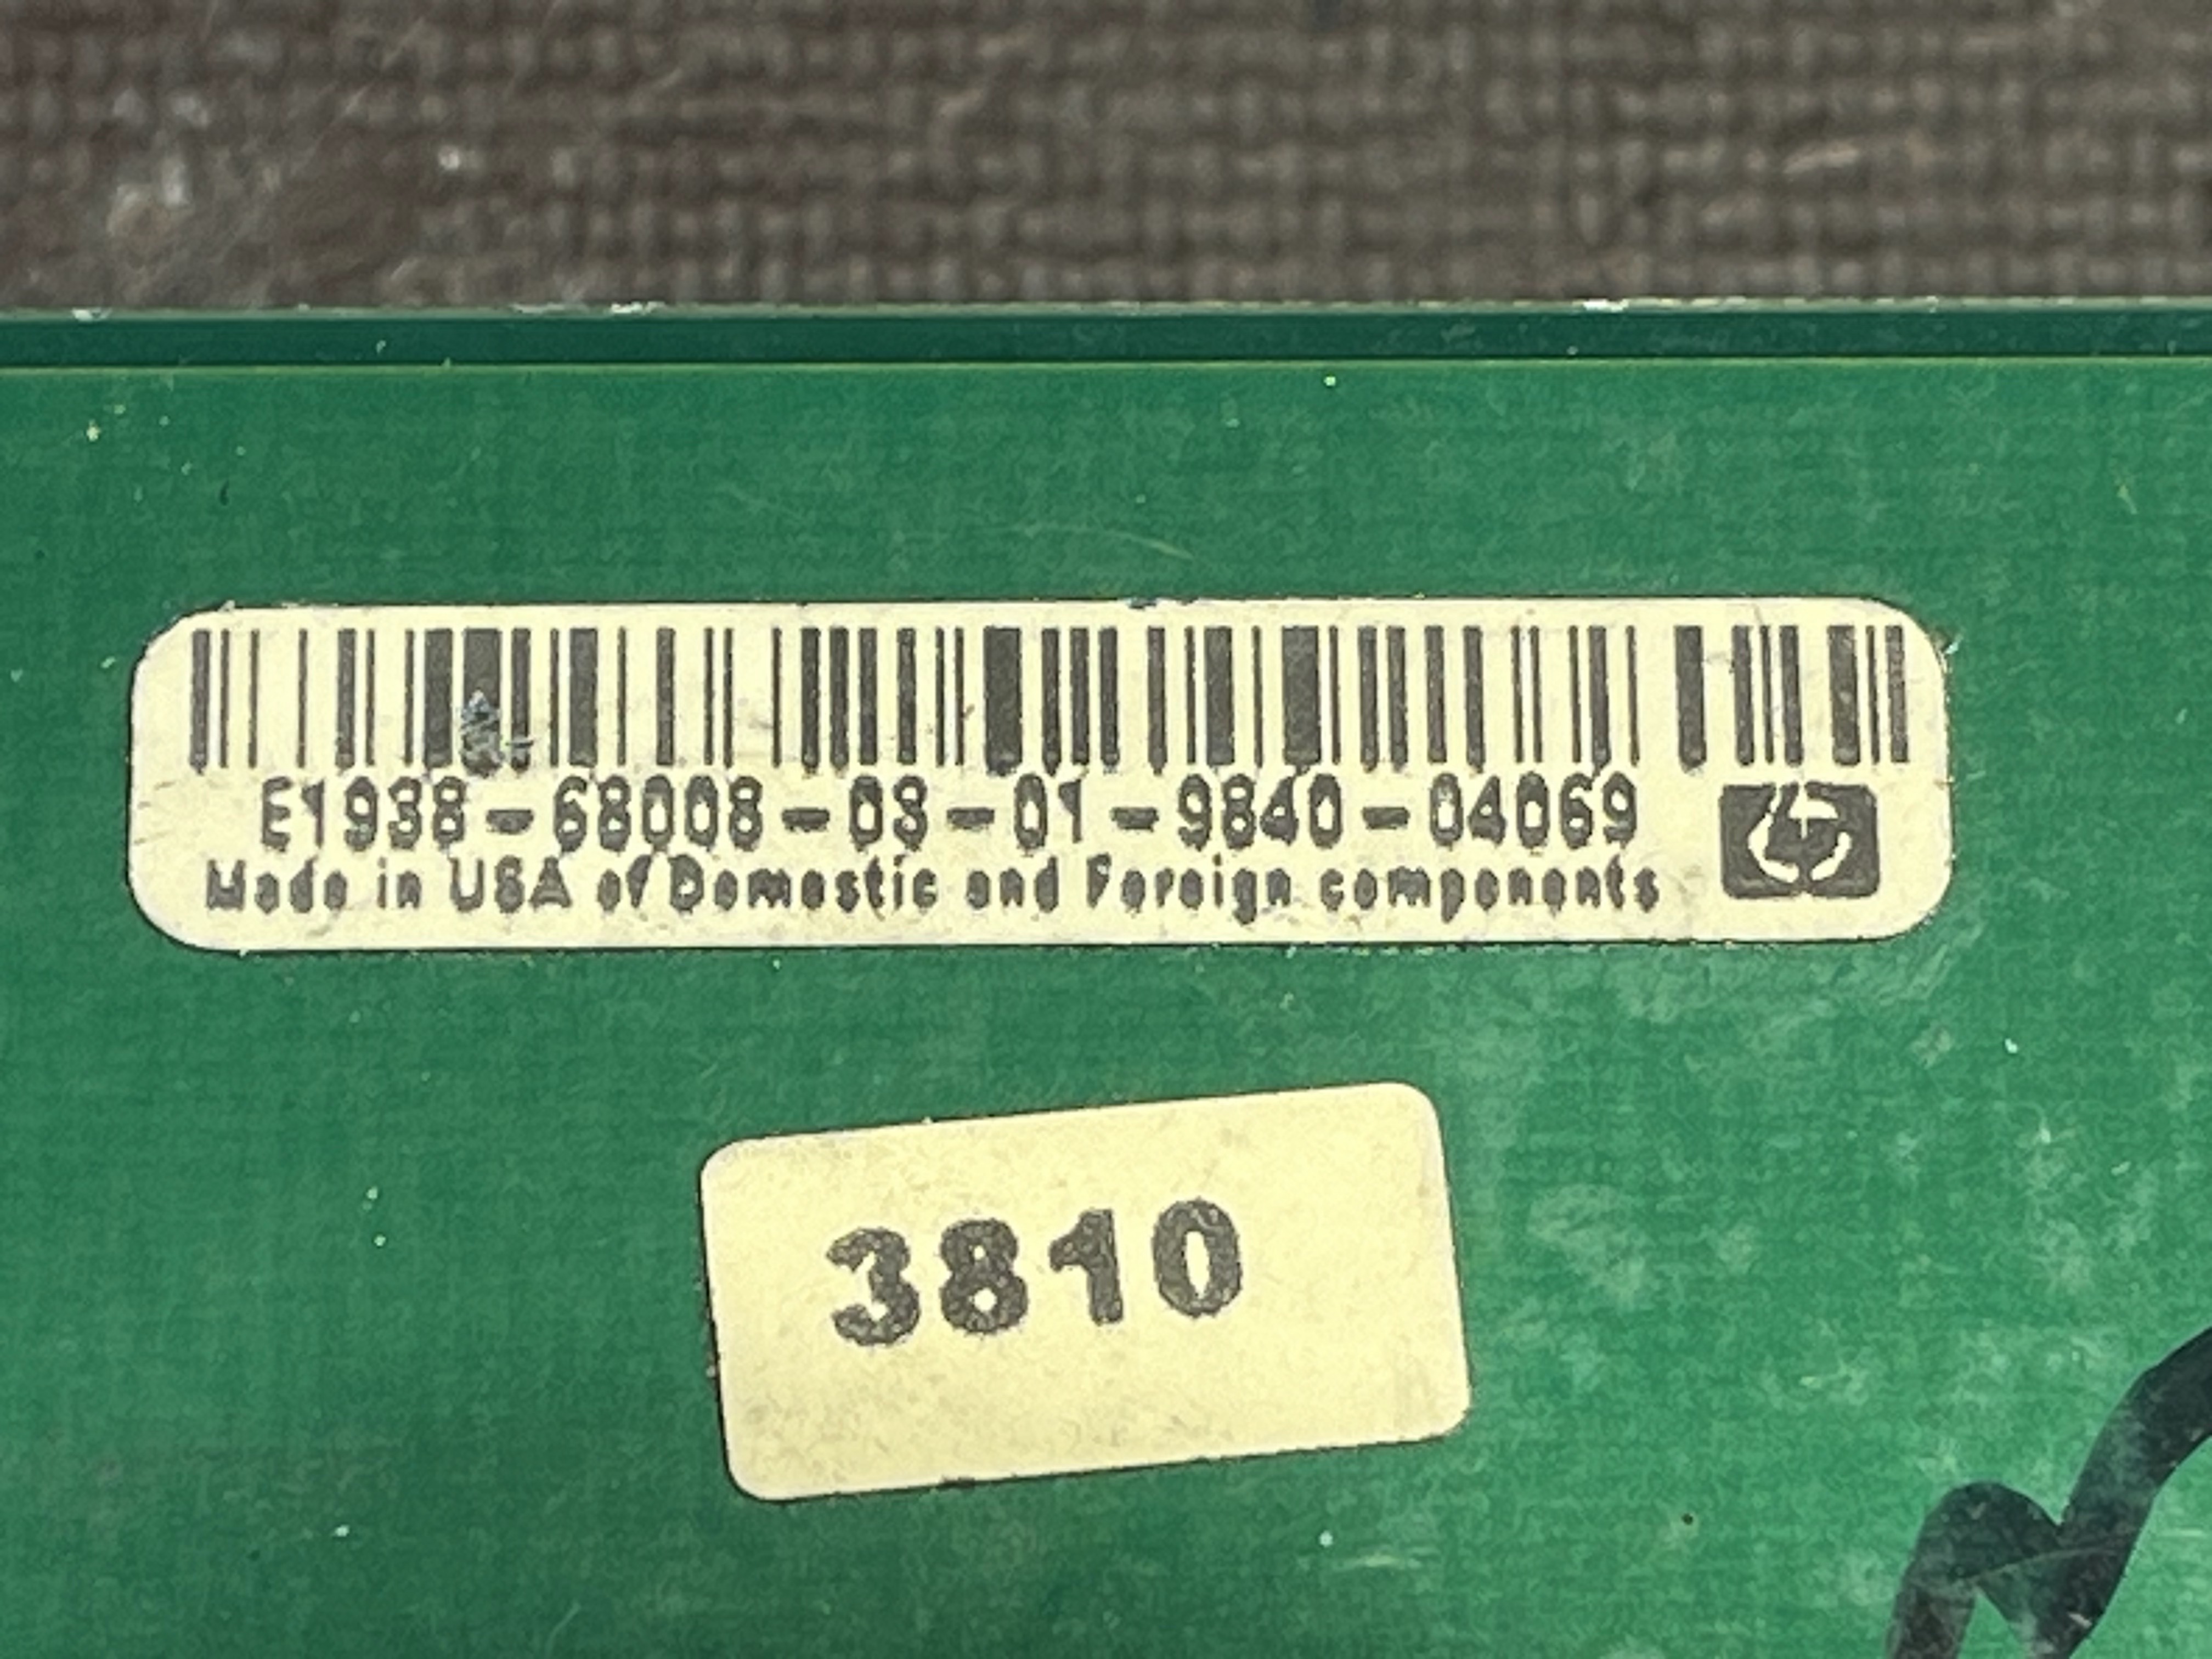 E1938-68008-03-01-9840-04069
Made in USA of Domestic and Foreign components
3810